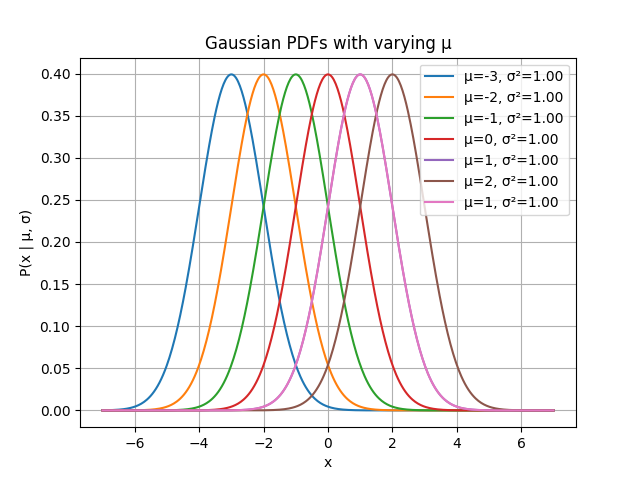 Gaussian PDFs with varying μ
P(x | μ, σ)
0.40
0.35
0.30
0.25
0.20
0.15
0.10
0.05
0.00
μ=-3, σ²=1.00
μ=-2, σ²=1.00
μ=-1, σ²=1.00
μ=0, σ²=1.00
μ=1, σ²=1.00
μ=2, σ²=1.00
μ=1, σ²=1.00
−6 −4 −2 0 2 4 6
x